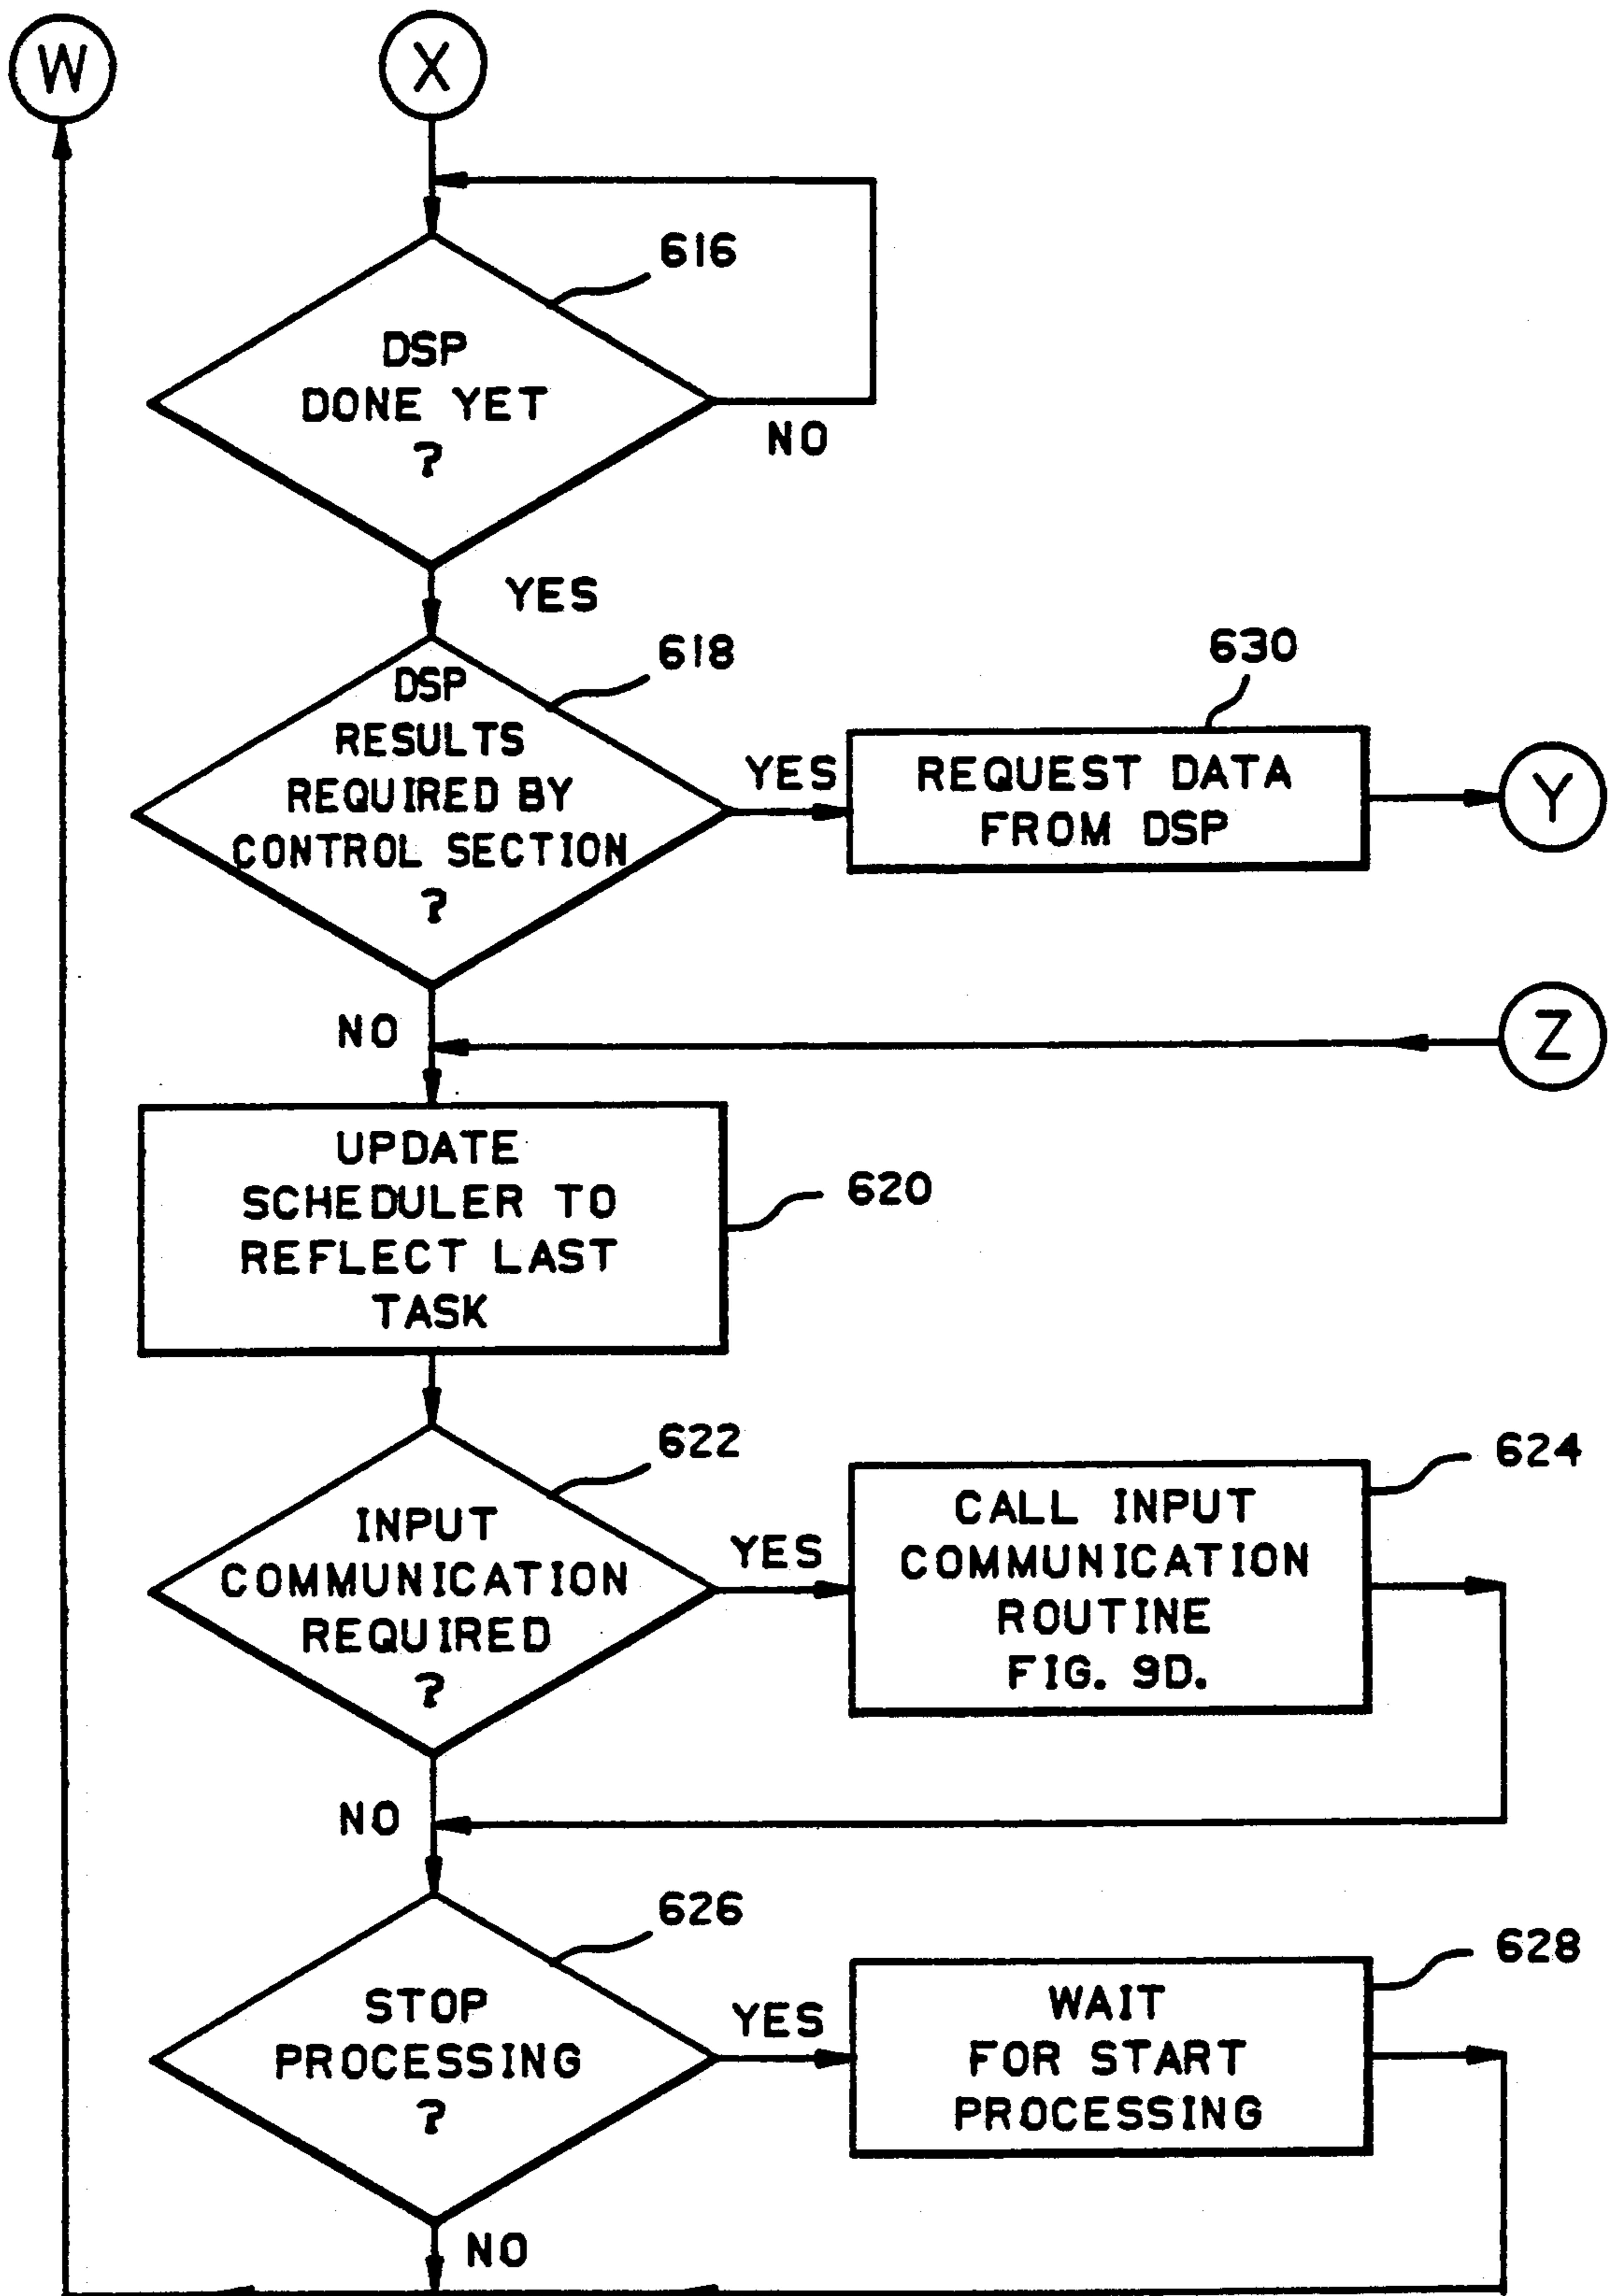 W
X
616
DSP
DONE YET
?
NO
YES
618
DSP
RESULTS
REQUIRED BY
CONTROL SECTION
?
YES
630
REQUEST DATA
FROM DSP
Y
NO
Z
UPDATE
SCHEDULER TO
REFLECT LAST
TASK
620
622
INPUT
COMMUNICATION
REQUIRED
?
YES
624
CALL INPUT
COMMUNICATION
ROUTINE
FIG. 9D.
NO
626
STOP
PROCESSING
?
YES
628
WAIT
FOR START
PROCESSING
NO